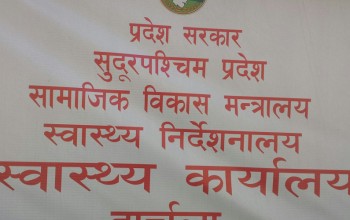 प्रदेश सरकार
सुदूरपश्चिम प्रदेश
सामाजिक विकास मन्त्रालय
स्वास्थ्य निर्देशनालय
स्वास्थ्य कार्यालय